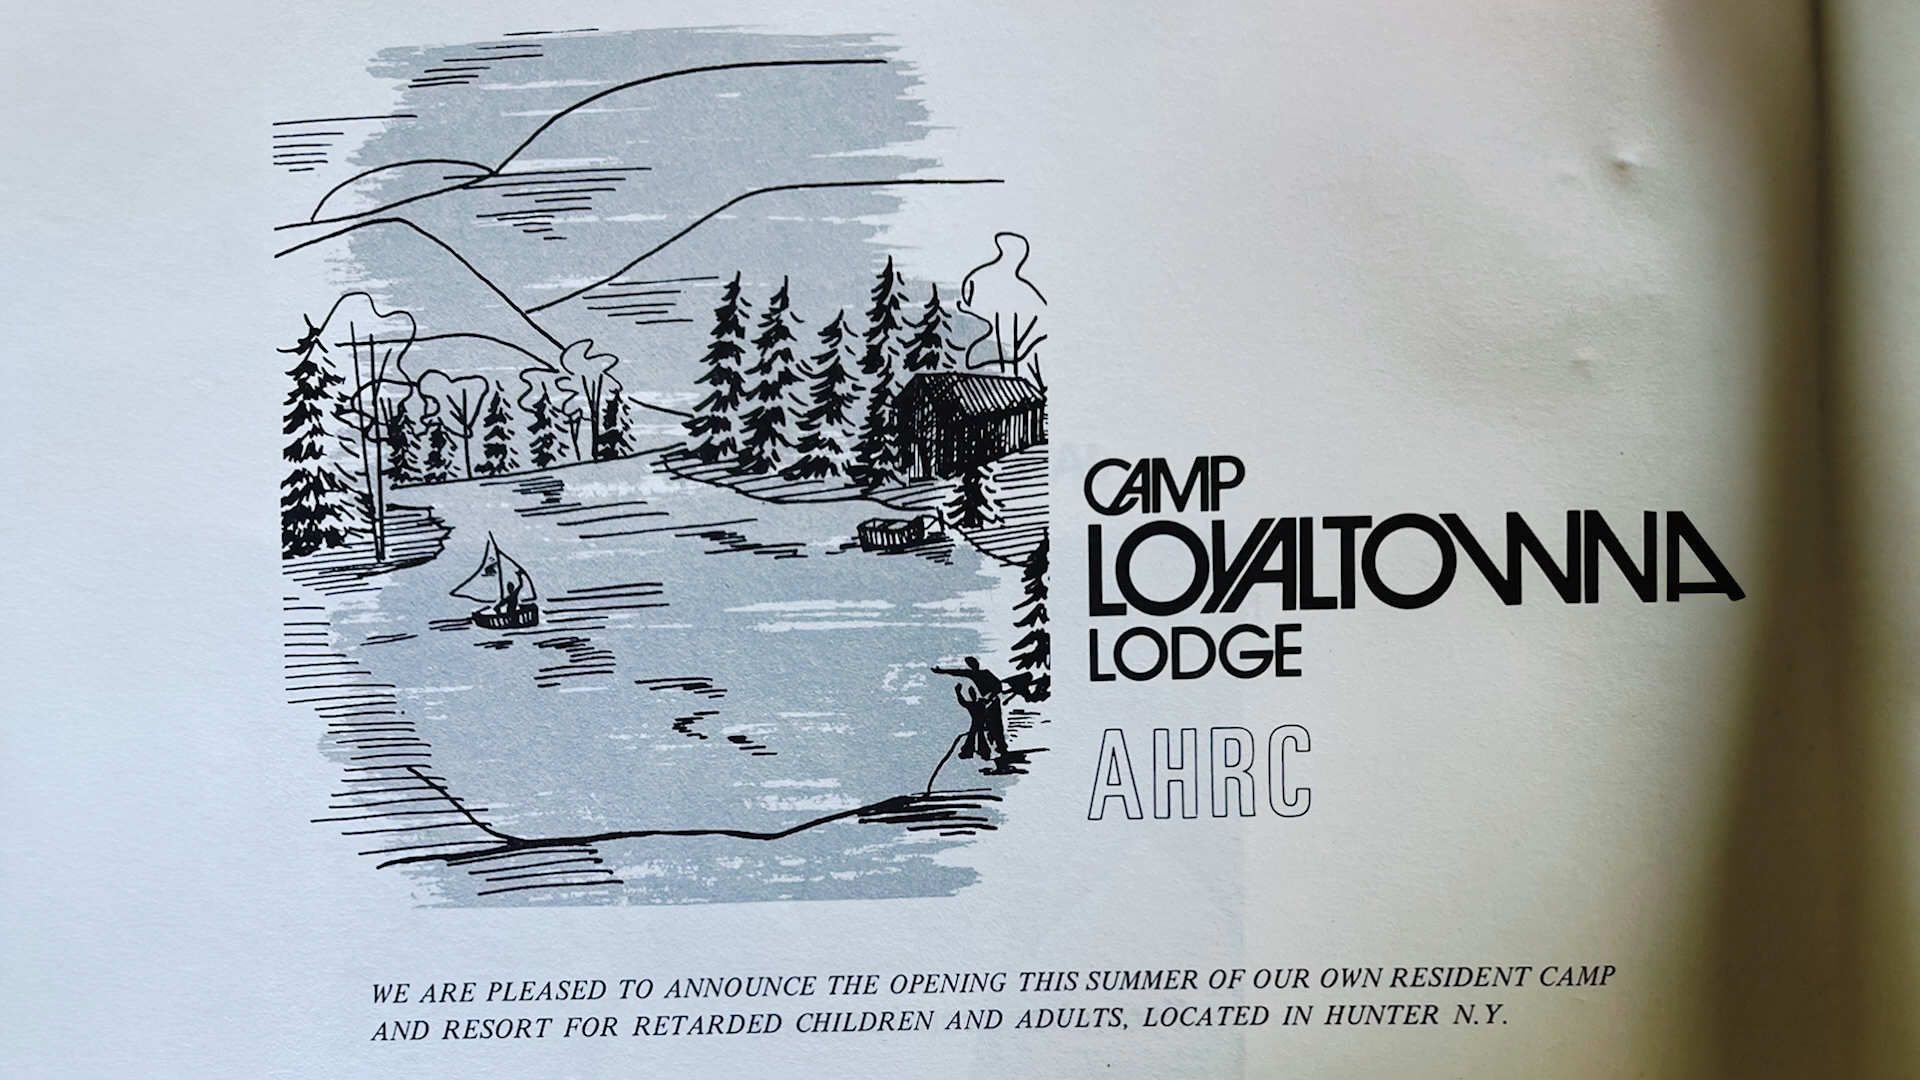 CAMP
LOYALTOWN
LODGE
AHRC
WE ARE PLEASED TO ANNOUNCE THE OPENING THIS SUMMER OF OUR OWN RESIDENT CAMP
AND RESORT FOR RETARDED CHILDREN AND ADULTS, LOCATED IN HUNTER N.Y.